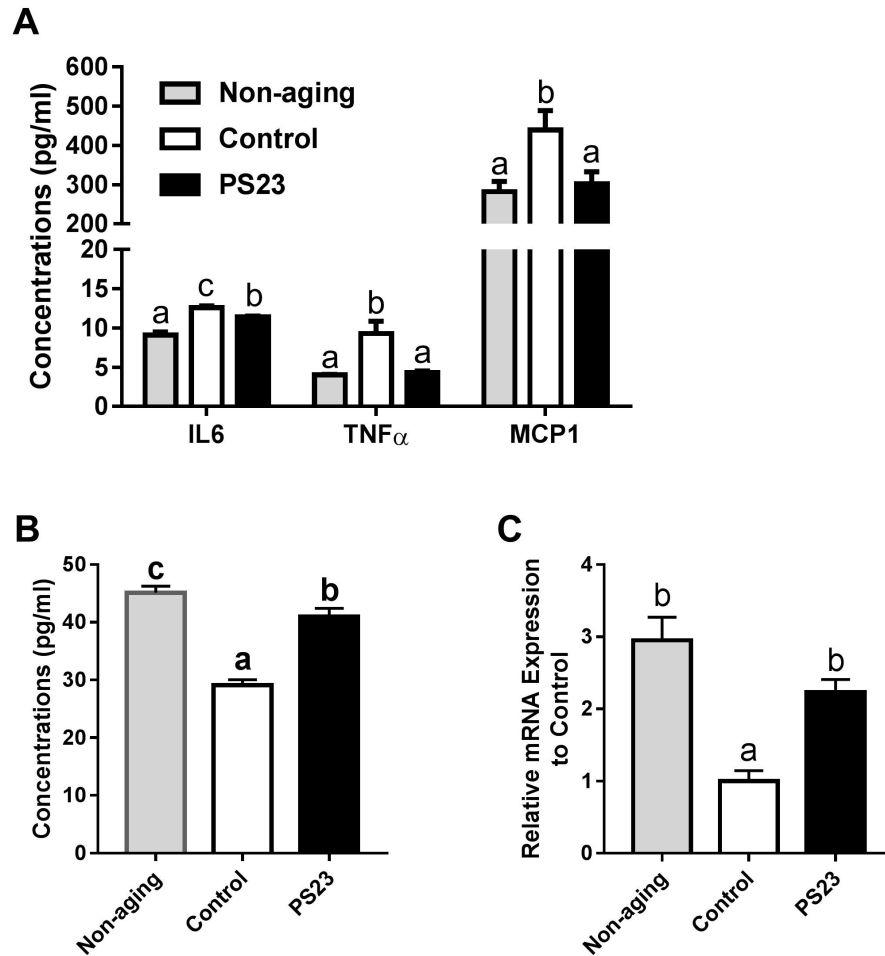 A
Concentrations (pg/ml)
600
500
400
300
200
20
15
10
5
0
Non-aging
Control
PS23
a
c
b
a
b
a
a
b
a
IL6
TNFα
MCP1
B
Concentrations (pg/ml)
50
40
30
20
10
0
c
a
b
Non-aging
Control
PS23
C
Relative mRNA Expression
to Control
4
3
2
1
0
b
a
b
Non-aging
Control
PS23